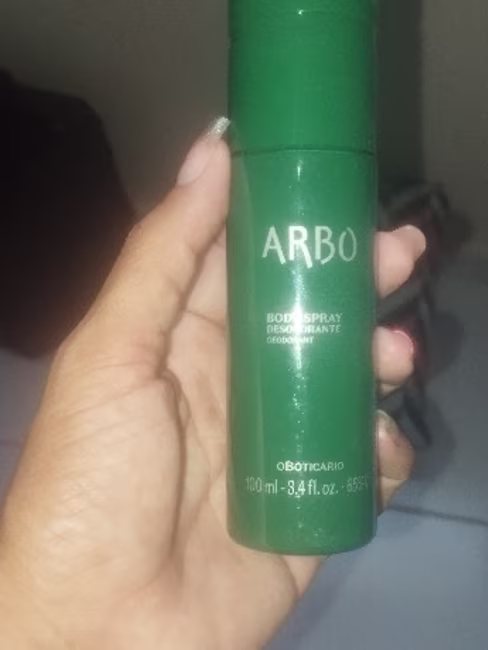 ARBO
BODY SPRAY
DESODORANTE
DEODORANT
OBOTICARIO
100 ml - 3.4 fl. oz. -